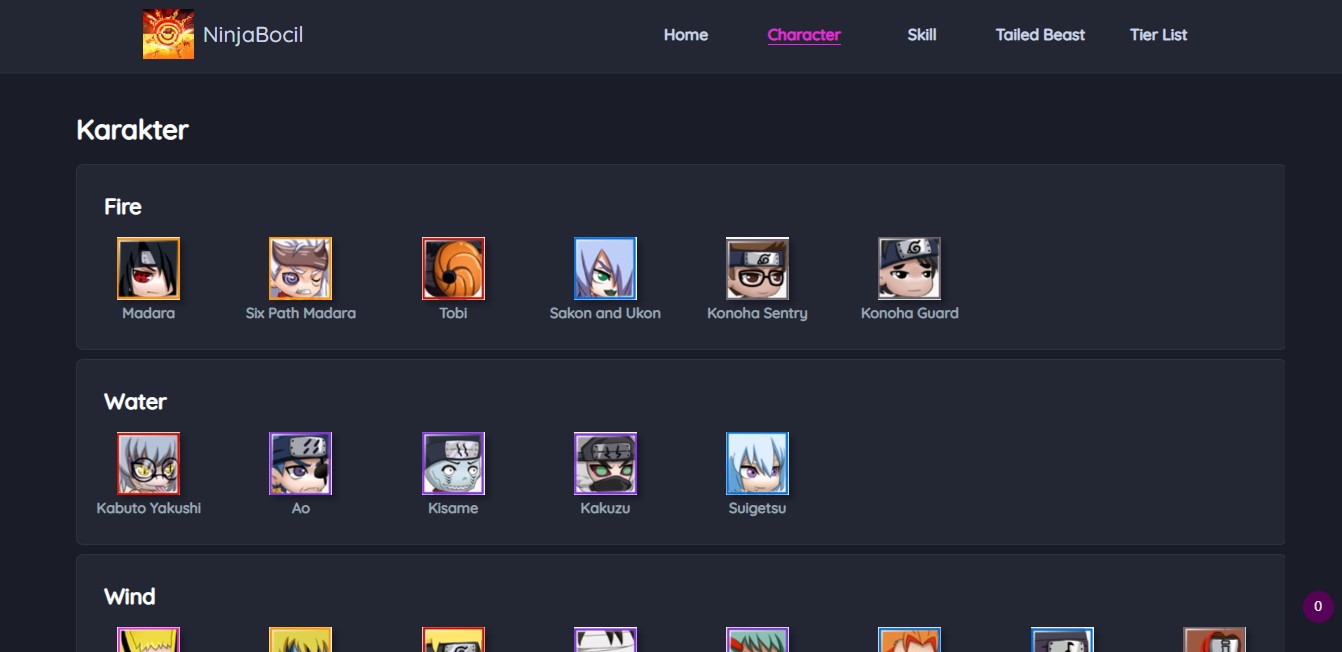 NinjaBocil
Home Character Skill Tailed Beast Tier List
Karakter
Fire
Madara Six Path Madara Tobi Sakon and Ukon Konoha Sentry Konoha Guard
Water
Kabuto Yakushi Ao Kisame Kakuzu Suigetsu
Wind
0